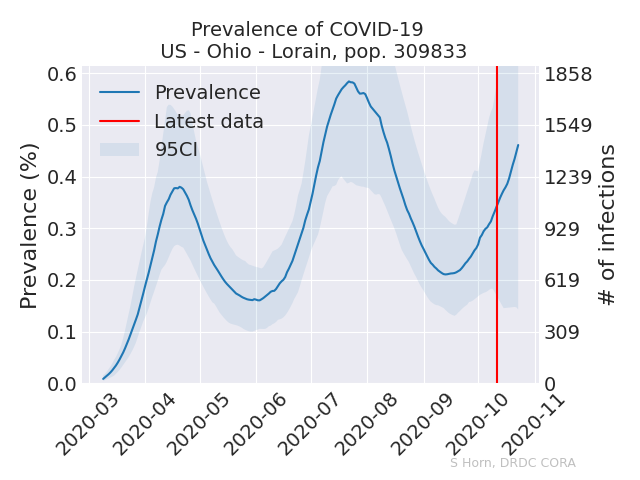 Prevalence of COVID-19
US - Ohio - Lorain, pop. 309833
Prevalence (%)
0.6
0.5
0.4
0.3
0.2
0.1
0.0
Prevalence
Latest data
95CI
1858
1549
1239
929
619
309
0
# of infections
2020-03
2020-04
2020-05
2020-06
2020-07
2020-08
2020-09
2020-10
2020-11
S Horn, DRDC CORA